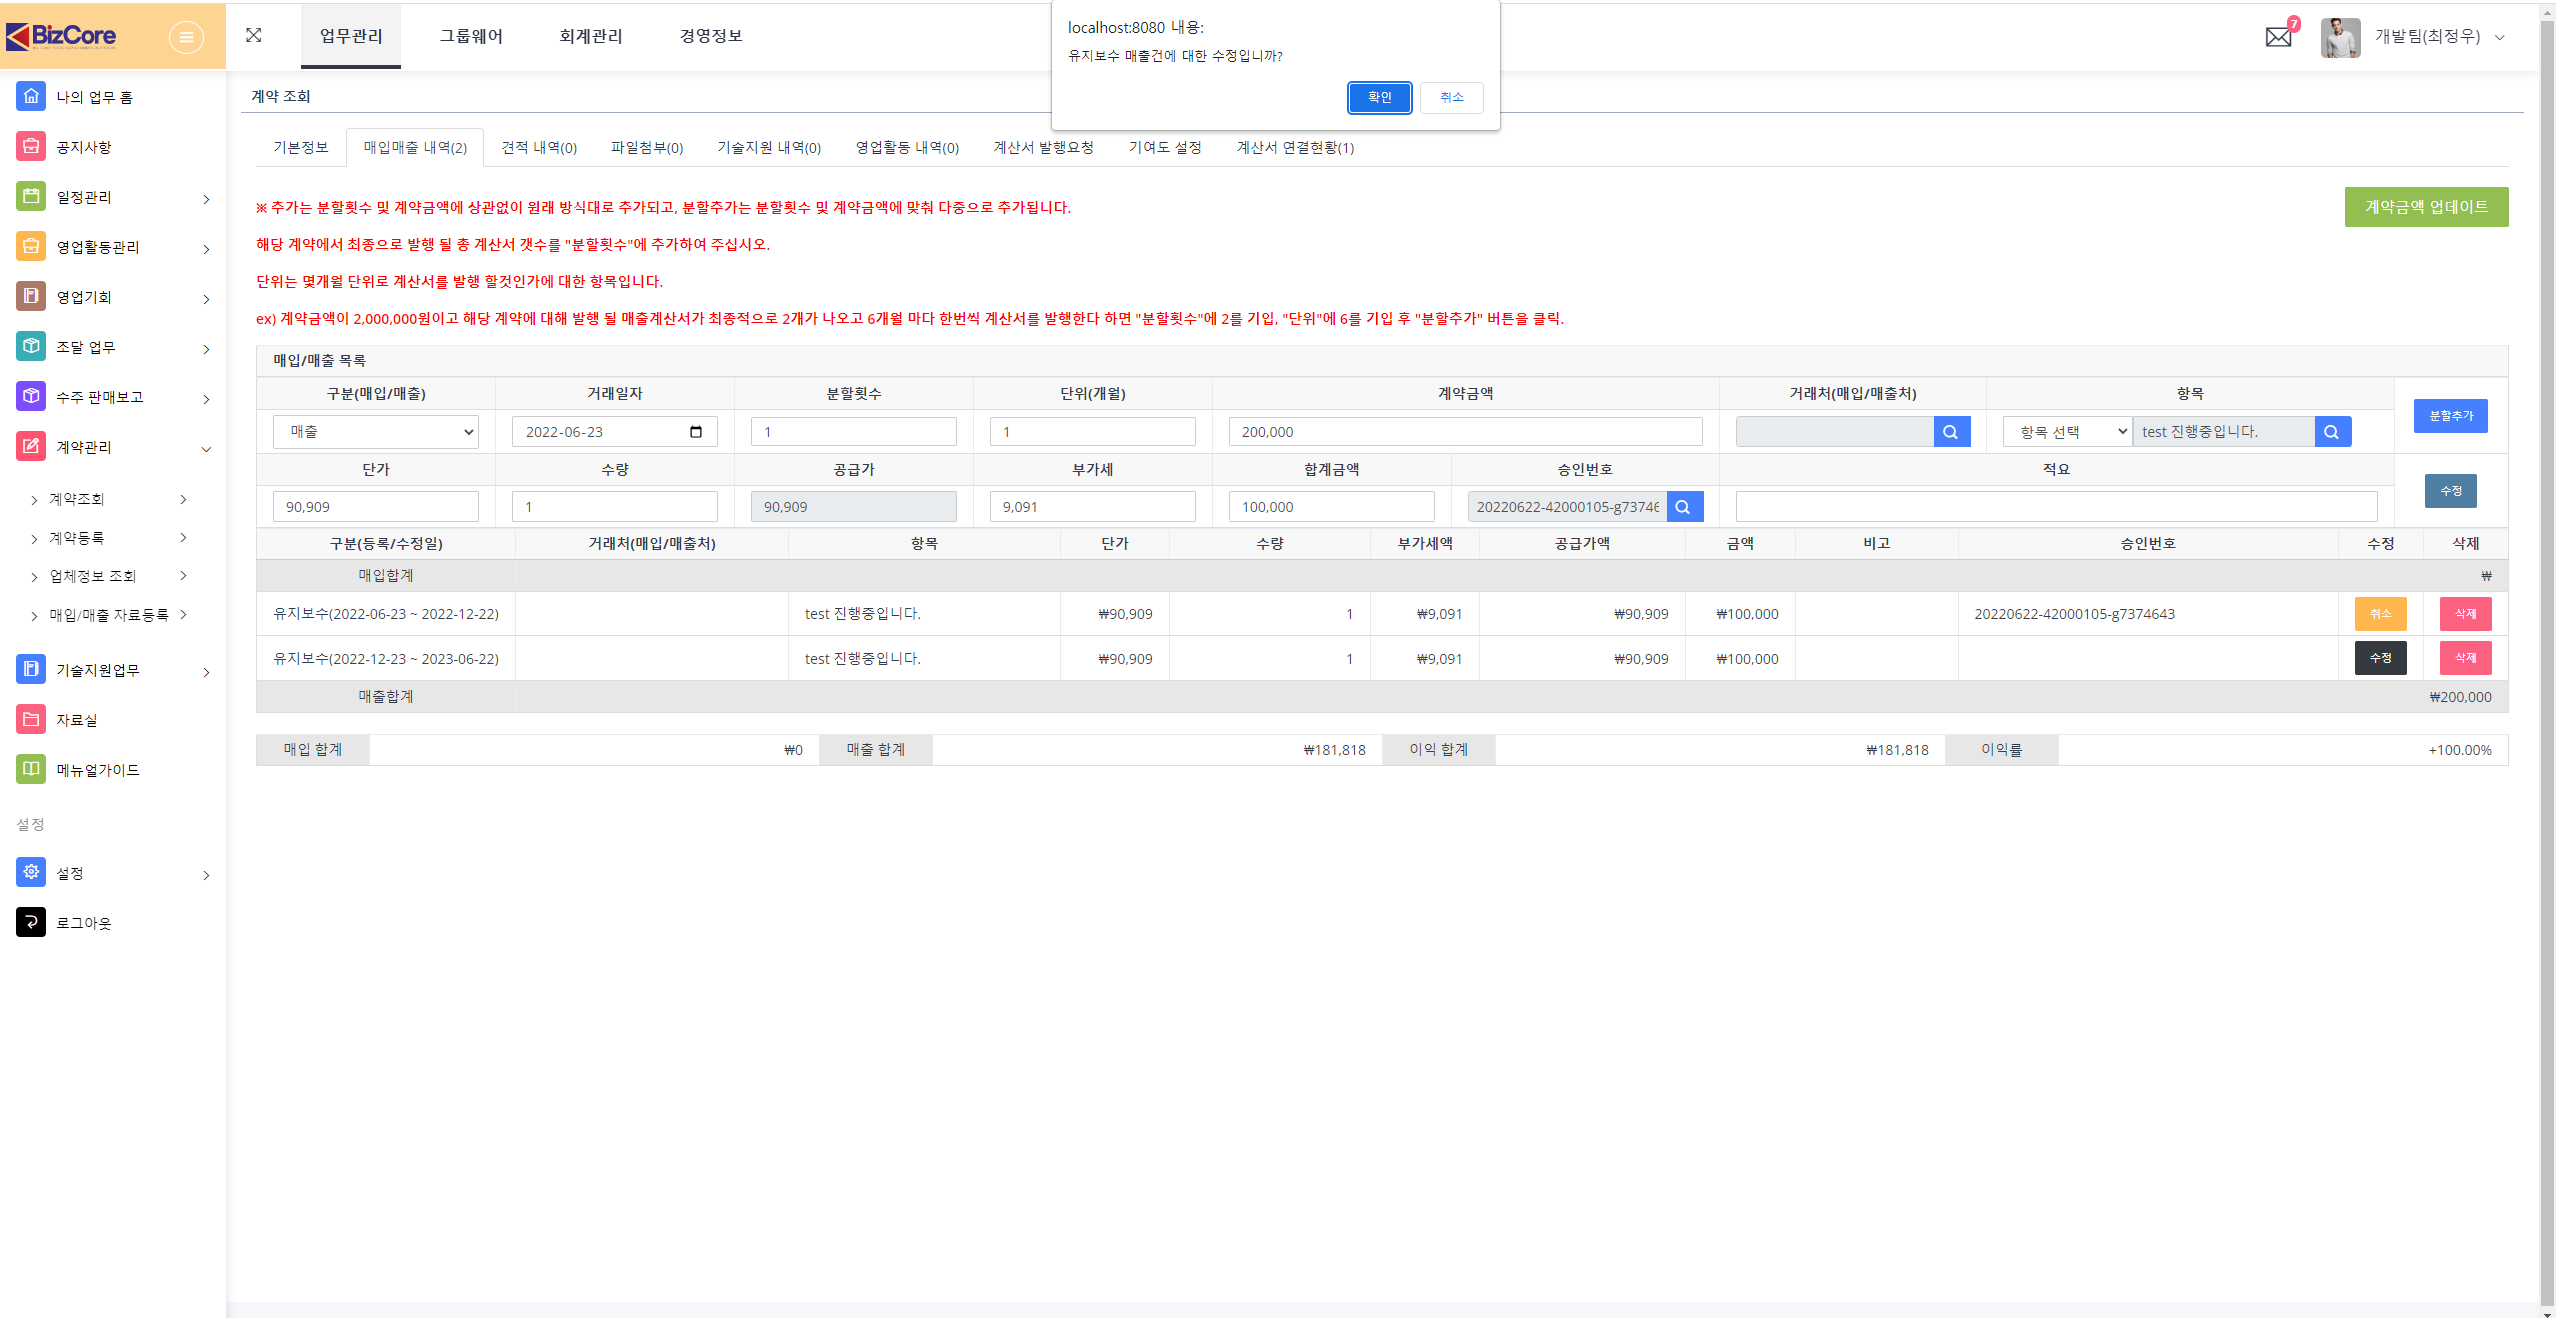 BizCore
업무관리 그룹웨어 회계관리 경영정보
localhost:8080 내용:
유지보수 매출건에 대한 수정입니까?
확인 취소
7
개발팀(최정우)
나의 업무 홈
공지사항
일정관리
영업활동관리
영업기회
조달 업무
수주 판매보고
계약관리
계약조회
계약등록
업체정보 조회
매입/매출 자료등록
기술지원업무
자료실
메뉴얼가이드
설정
설정
로그아웃
계약 조회
기본정보 매입매출 내역(2) 견적 내역(0) 파일첨부(0) 기술지원 내역(0) 영업활동 내역(0) 계산서 발행요청 기여도 설정 계산서 연결현황(1)
※ 추가는 분할횟수 및 계약금액에 상관없이 원래 방식대로 추가되고, 분할추가는 분할횟수 및 계약금액에 맞춰 다중으로 추가됩니다.
계약금액 업데이트
해당 계약에서 최종으로 발행 될 총 계산서 갯수를 "분할횟수"에 추가하여 주십시오.
단위는 몇개월 단위로 계산서를 발행 할것인가에 대한 항목입니다.
ex) 계약금액이 2,000,000원이고 해당 계약에 대해 발행 될 매출계산서가 최종적으로 2개가 나오고 6개월 마다 한번씩 계산서를 발행한다 하면 "분할횟수"에 2를 기입, "단위"에 6를 기입 후 "분할추가" 버튼을 클릭.
매입/매출 목록
구분(매입/매출) 거래일자 분할횟수 단위(개월) 계약금액 거래처(매입/매출처) 항목
매출 2022-06-23 1 1 200,000 항목 선택 test 진행중입니다. 분할추가
단가 수량 공급가 부가세 합계금액 승인번호 적요
90,909 1 90,909 9,091 100,000 20220622-42000105-g73746 수정
구분(등록/수정일) 거래처(매입/매출처) 항목 단가 수량 부가세액 공급가액 금액 비고 승인번호 수정 삭제
매입합계 ₩
유지보수(2022-06-23 ~ 2022-12-22) test 진행중입니다. ₩90,909 1 ₩9,091 ₩90,909 ₩100,000 20220622-42000105-g7374643 취소 삭제
유지보수(2022-12-23 ~ 2023-06-22) test 진행중입니다. ₩90,909 1 ₩9,091 ₩90,909 ₩100,000 수정 삭제
매출합계 ₩200,000
매입 합계 ₩0 매출 합계 ₩181,818 이익 합계 ₩181,818 이익률 +100.00%